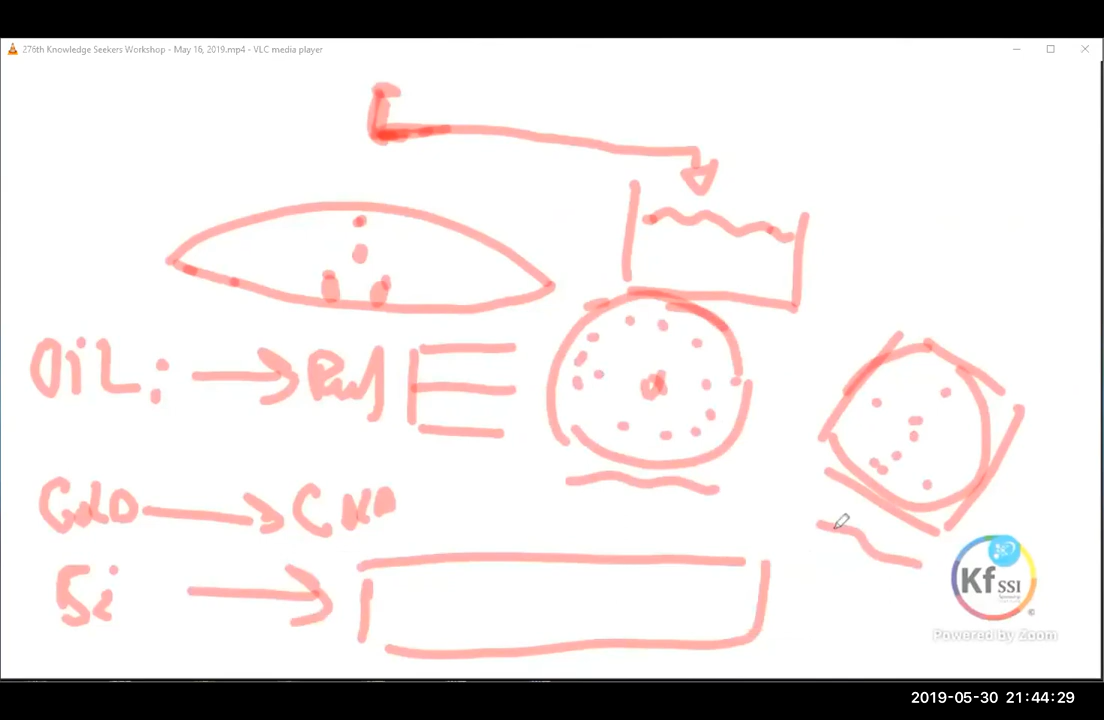 276th Knowledge Seekers Workshop - May 16, 2019.mp4 - VLC media player
OiL:
GOLD
Si
Kf SSI
Powered by Zoom
2019-05-30 21:44:29